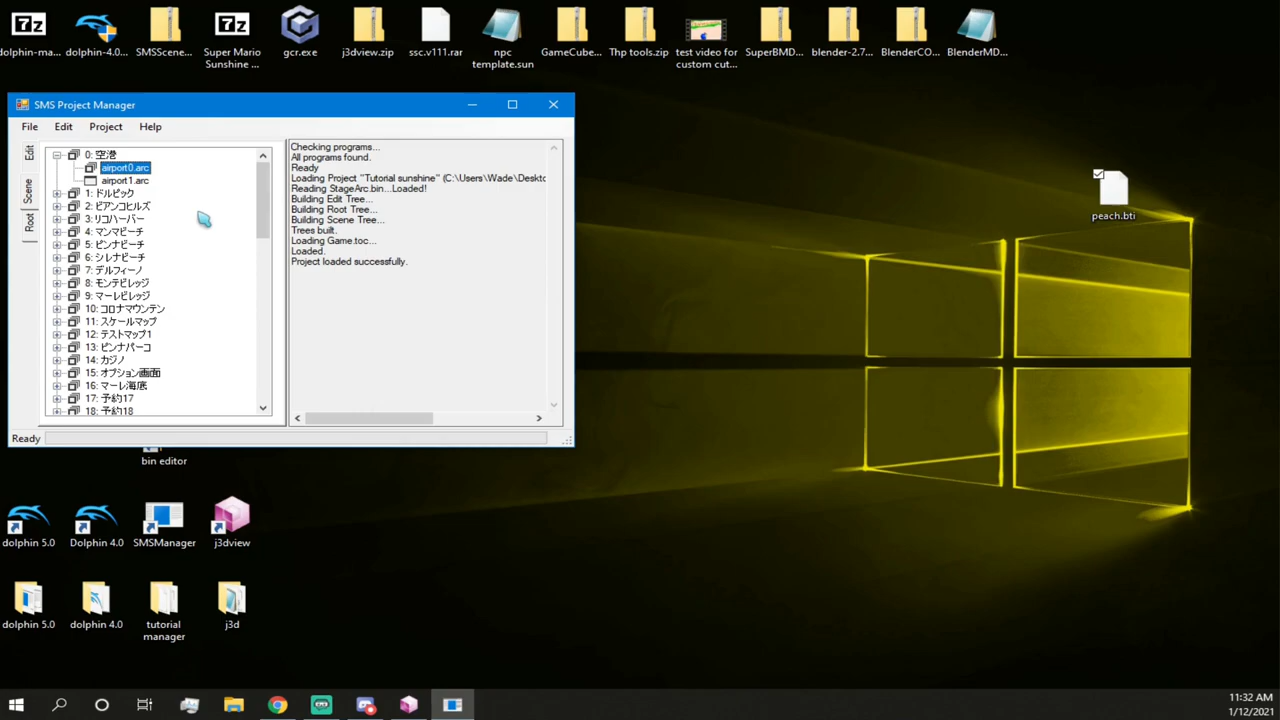 dolphin-ma...
dolphin-4.0...
SMSScene...
Super Mario
Sunshine ...
gcr.exe
j3dview.zip
ssc.v111.rar
npc
template.sun
GameCube...
Thp tools.zip
test video for
custom cut...
SuperBMD...
blender-2.7...
BlenderCO...
BlenderMD...
SMS Project Manager
File
Edit
Project
Help
Edit
Scene
Root
0: 空港
airport0.arc
airport1.arc
1: ドルピック
2: ビアンコヒルズ
3: リコハーバー
4: マンマビーチ
5: ピンナビーチ
6: シレナビーチ
7: デルフィーノ
8: モンテビレッジ
9: マーレビレッジ
10: コロナマウンテン
11: スケールマップ
12: テストマップ1
13: ピンナパーコ
14: カジノ
15: オプション画面
16: マーレ海底
17: 予約17
18: 予約18
Checking programs...
All programs found.
Ready
Loading Project "Tutorial sunshine" (C:\Users\Wade\Deskto
Reading StageArc.bin...Loaded!
Building Edit Tree...
Building Root Tree...
Building Scene Tree...
Trees built.
Loading Game.toc...
Loaded.
Project loaded successfully.
Ready
peach.bti
bin editor
dolphin 5.0
Dolphin 4.0
SMSManager
j3dview
dolphin 5.0
dolphin 4.0
tutorial
manager
j3d
11:32 AM
1/12/2021